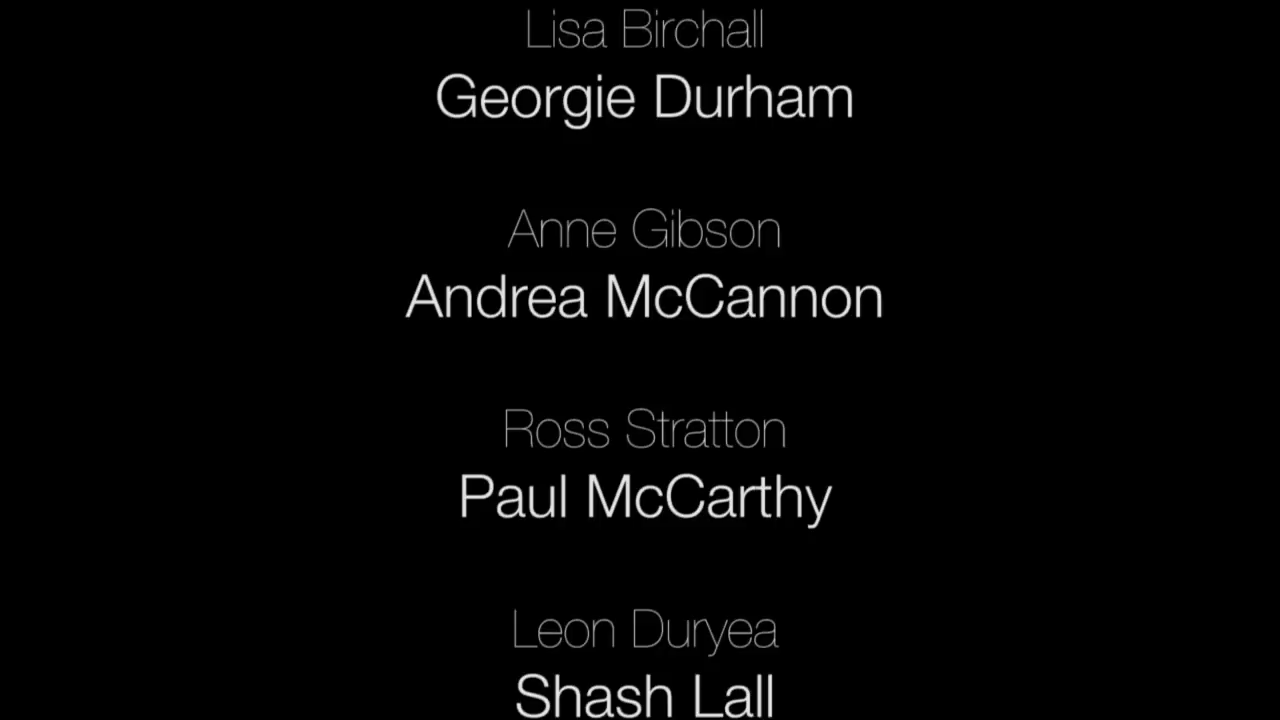 Lisa Birchall
Georgie Durham
Anne Gibson
Andrea McCannon
Ross Stratton
Paul McCarthy
Leon Duryea
Shash Lall